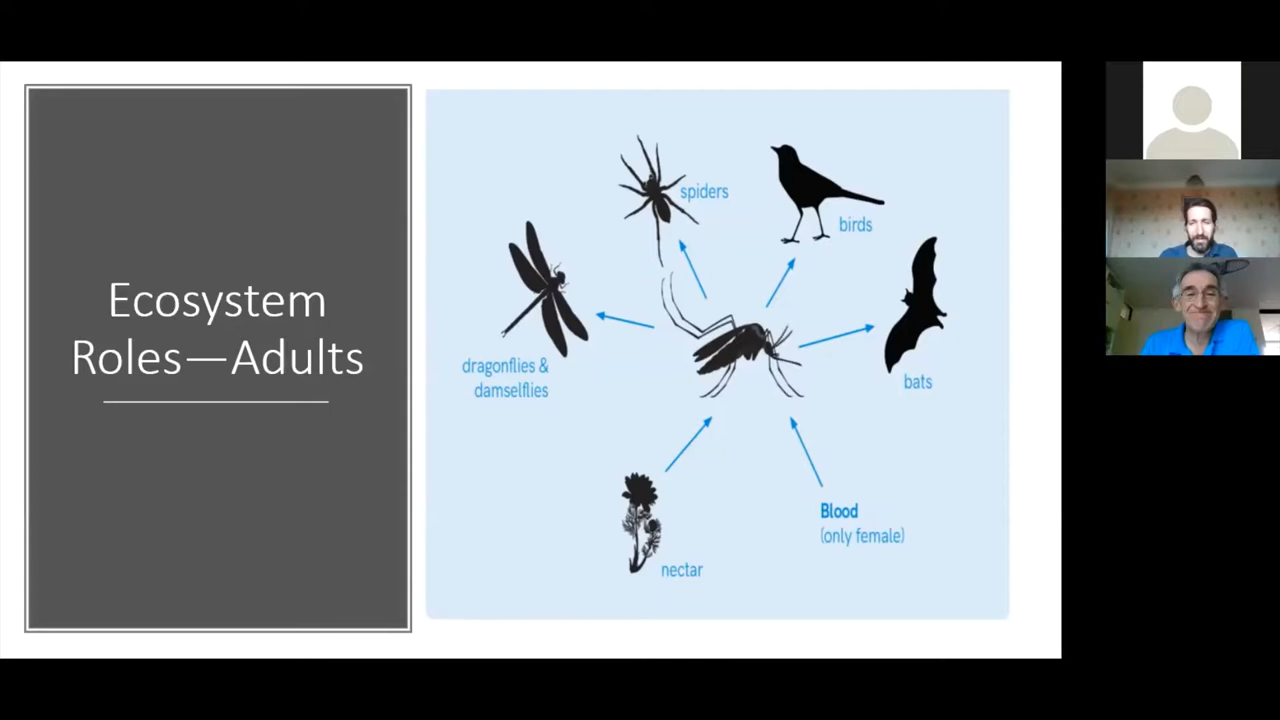 Ecosystem
Roles—Adults
spiders
birds
dragonflies &
damselflies
bats
Blood
(only female)
nectar